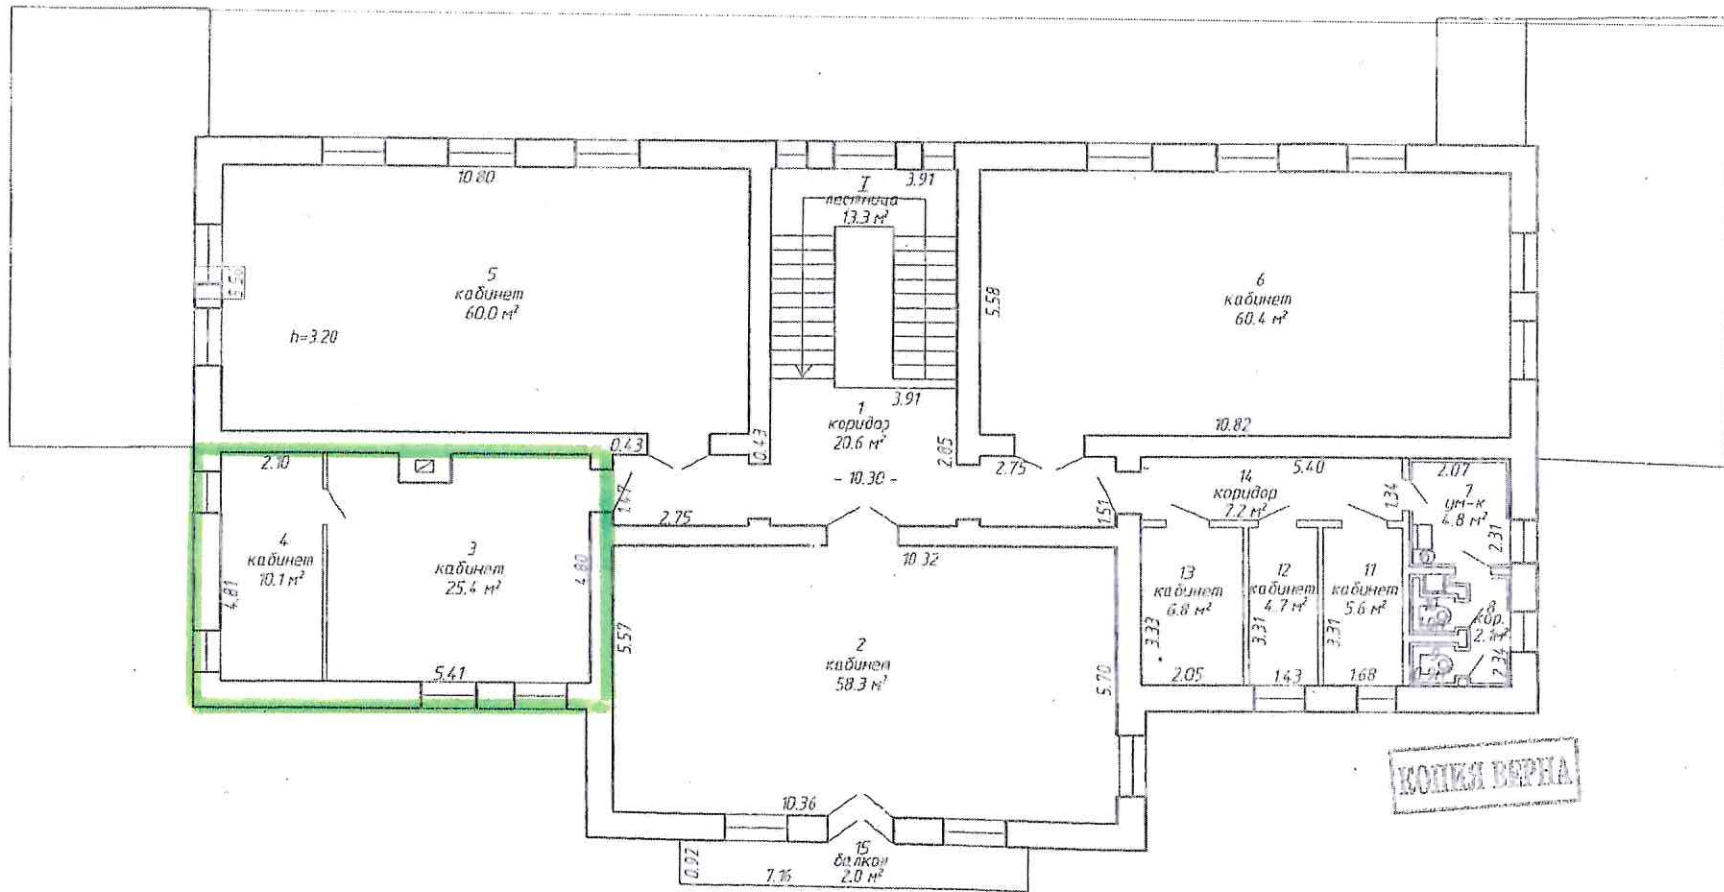 10.80
I
лестница
13.3 м²
3.91
5
кабинет
60.0 м²
h=3.20
5.58
6
кабинет
60.4 м²
3.91
1
коридор
20.6 м²
- 10.30 -
0.43
0.43
2.85
10.82
2.10
1.47
2.75
2.75
1.51
5.40
14
коридор
7.2 м²
1.34
2.07
7
ум-к
4.8 м²
2.31
4
кабинет
10.1 м²
4.81
3
кабинет
25.4 м²
4.80
5.41
10.32
5.57
2
кабинет
58.3 м²
5.70
10.36
13
кабинет
6.8 м²
3.33
2.05
12
кабинет
4.7 м²
3.31
1.43
11
кабинет
5.6 м²
3.31
1.68
8
кор.
2.1м²
2.34
15
балкон
2.0 м²
0.92
7.16
КОПИЯ ВЕРНА